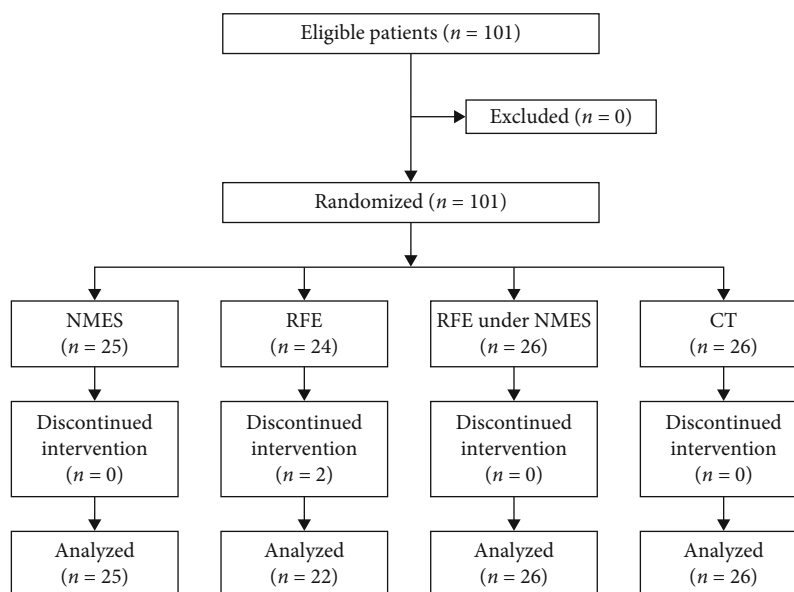 Eligible patients (n = 101)
Excluded (n = 0)
Randomized (n = 101)
NMES
(n = 25)
RFE
(n = 24)
RFE under NMES
(n = 26)
CT
(n = 26)
Discontinued
intervention
(n = 0)
Discontinued
intervention
(n = 2)
Discontinued
intervention
(n = 0)
Discontinued
intervention
(n = 0)
Analyzed
(n = 25)
Analyzed
(n = 22)
Analyzed
(n = 26)
Analyzed
(n = 26)